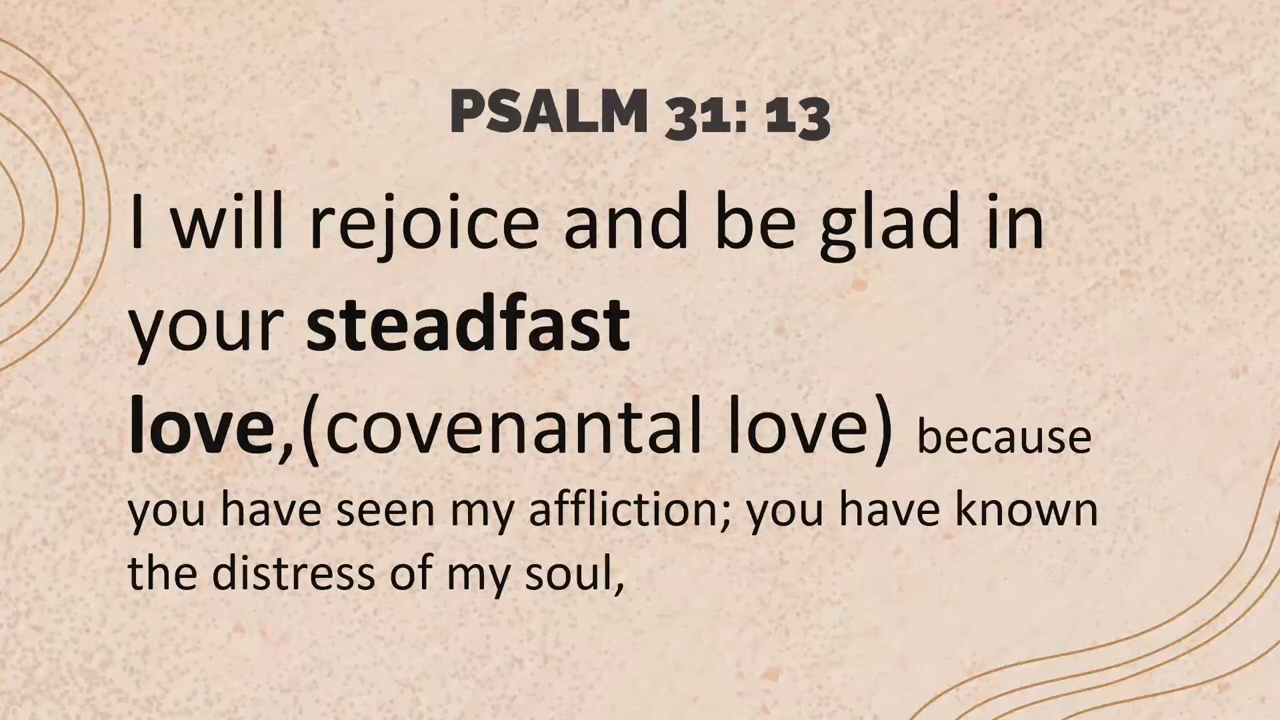 PSALM 31: 13
I will rejoice and be glad in
your steadfast
love,(covenantal love) because
you have seen my affliction; you have known
the distress of my soul,